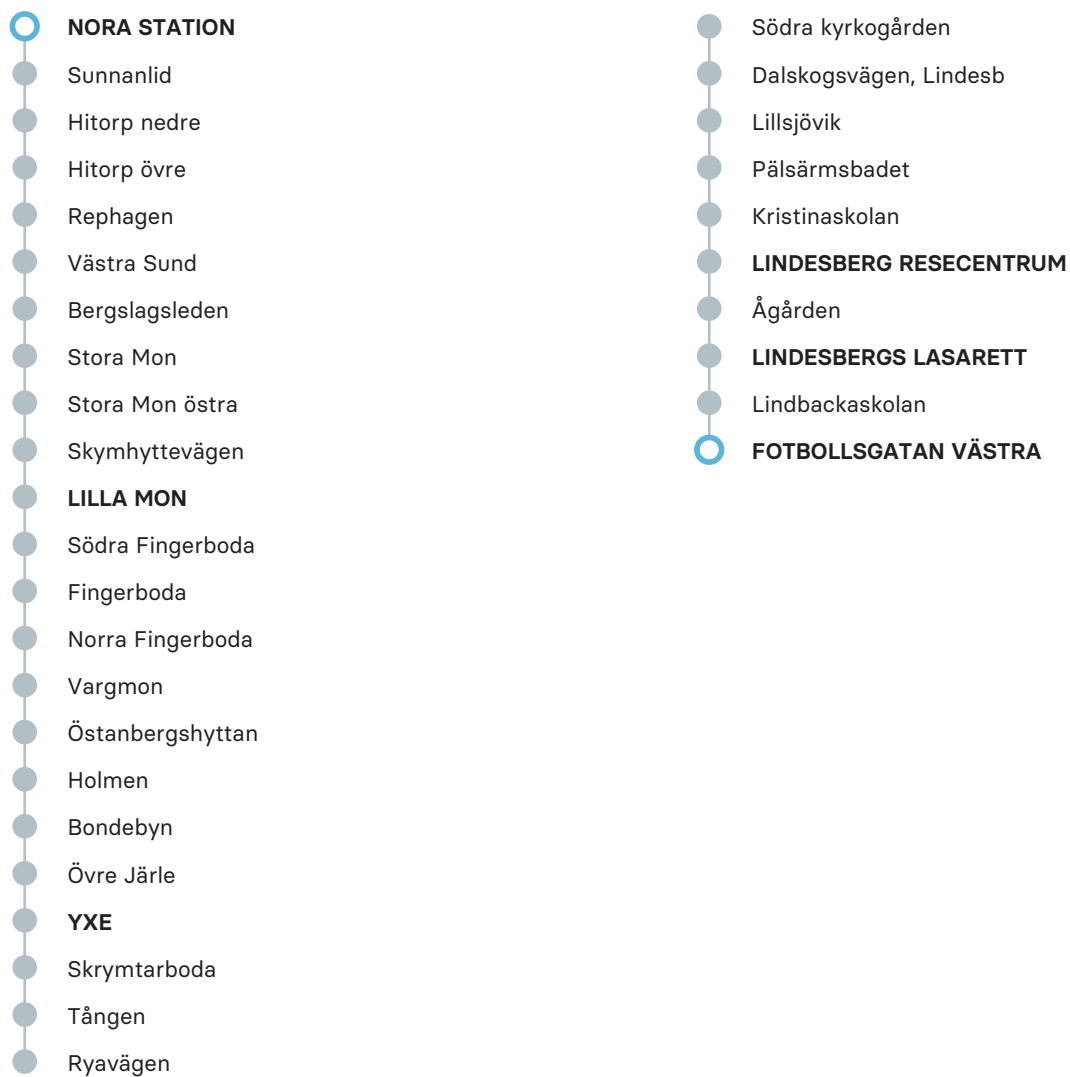 NORA STATION
Sunnanlid
Hitorp nedre
Hitorp övre
Rephagen
Västra Sund
Bergslagsleden
Stora Mon
Stora Mon östra
Skymhyttevägen
LILLA MON
Södra Fingerboda
Fingerboda
Norra Fingerboda
Vargmon
Östanbergshyttan
Holmen
Bondebyn
Övre Järle
YXE
Skrymtarboda
Tången
Ryavägen
Södra kyrkogården
Dalskogsvägen, Lindesb
Lillsjövik
Pälsärmsbadet
Kristinaskolan
LINDESBERG RESECENTRUM
Ågården
LINDESBERGS LASARETT
Lindbackaskolan
FOTBOLLSGATAN VÄSTRA